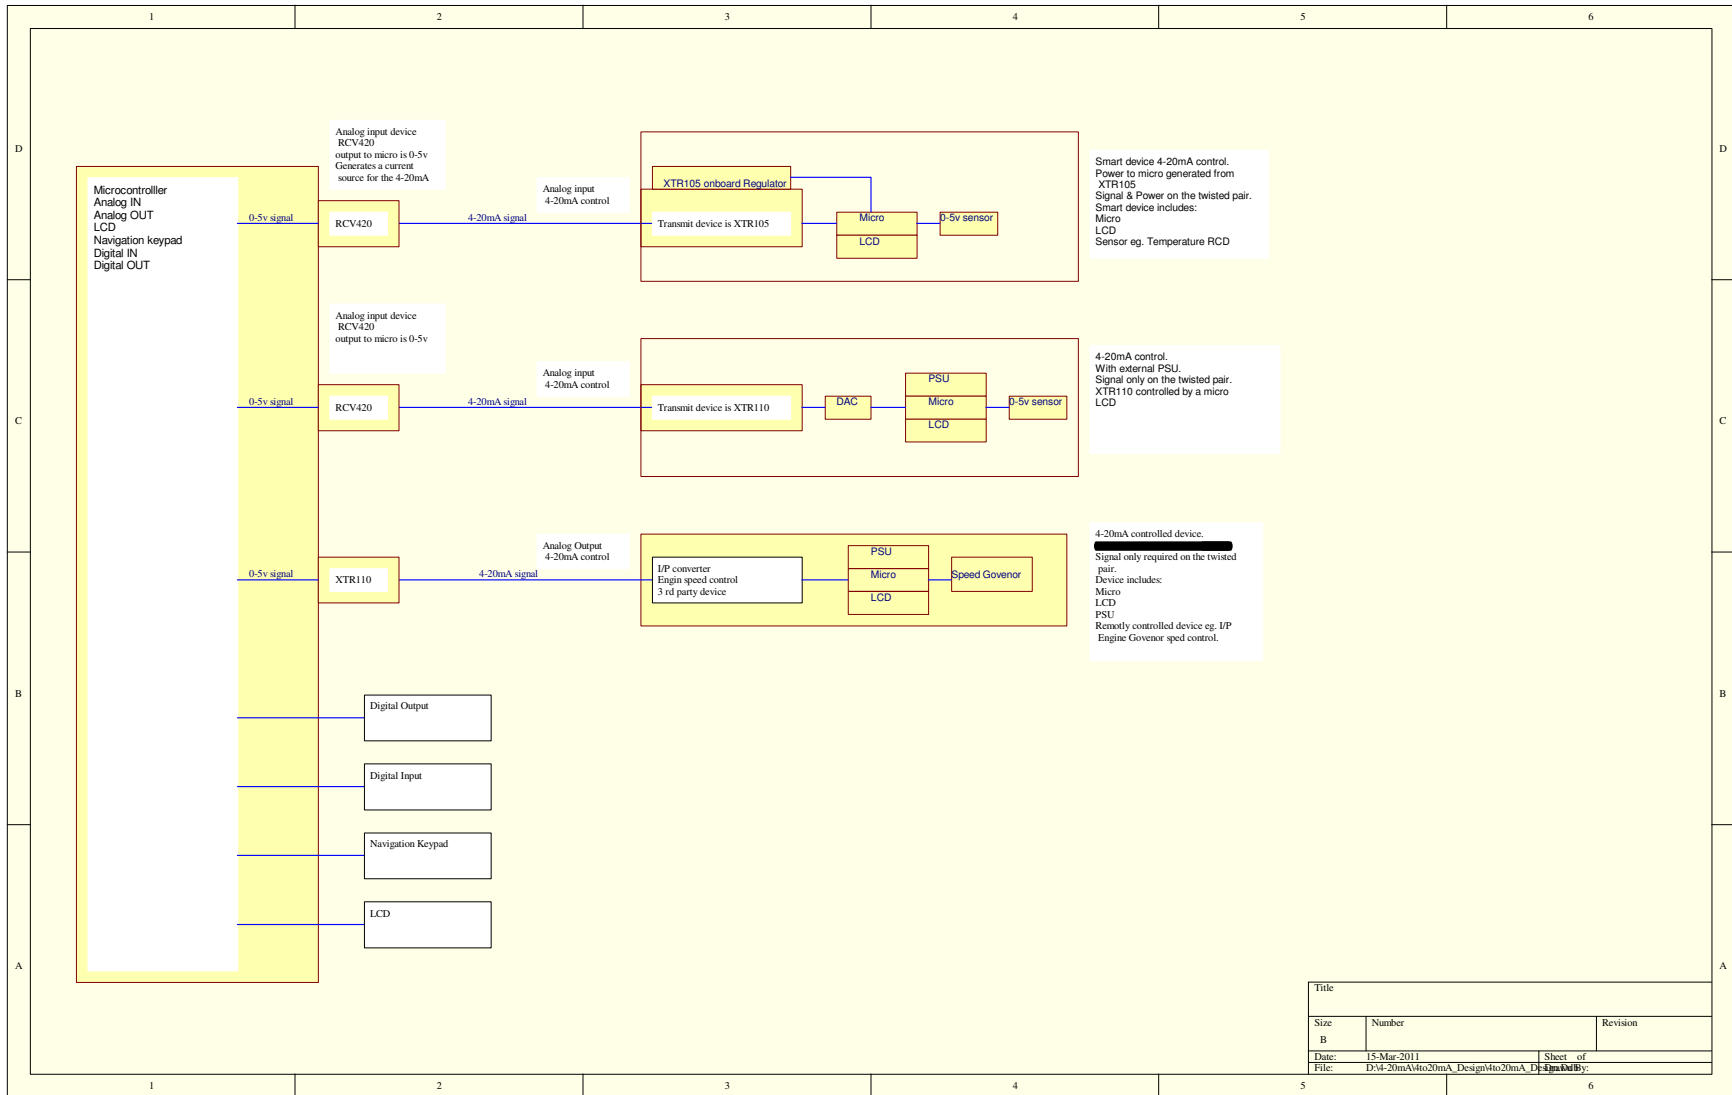 1 2 3 4 5 6
D
D
C
C
B
B
A
A
Microcontrolller
Analog IN
Analog OUT
LCD
Navigation keypad
Digital IN
Digital OUT
Analog input device
RCV420
output to micro is 0-5v
Generates a current
source for the 4-20mA
0-5v signal
RCV420
4-20mA signal
Analog input
4-20mA control
XTR105 onboard Regulator
Transmit device is XTR105
Micro
LCD
0-5v sensor
Smart device 4-20mA control.
Power to micro generated from
XTR105
Signal & Power on the twisted pair.
Smart device includes:
Micro
LCD
Sensor eg. Temperature RCD
Analog input device
RCV420
output to micro is 0-5v
0-5v signal
RCV420
4-20mA signal
Analog input
4-20mA control
Transmit device is XTR110
DAC
PSU
Micro
LCD
0-5v sensor
4-20mA control.
With external PSU.
Signal only on the twisted pair.
XTR110 controlled by a micro
LCD
0-5v signal
XTR110
4-20mA signal
Analog Output
4-20mA control
I/P converter
Engin speed control
3 rd party device
PSU
Micro
LCD
Speed Govenor
4-20mA controlled device.
Signal only required on the twisted
pair.
Device includes:
Micro
LCD
PSU
Remotly controlled device eg. I/P
Engine Govenor sped control.
Digital Output
Digital Input
Navigation Keypad
LCD
Title
Size
B
Number
Revision
Date: 15-Mar-2011 Sheet of
File: D:\4-20mA\4to20mA_Design\4to20mA_Design.Ddb Drawn By:
1 2 3 4 5 6